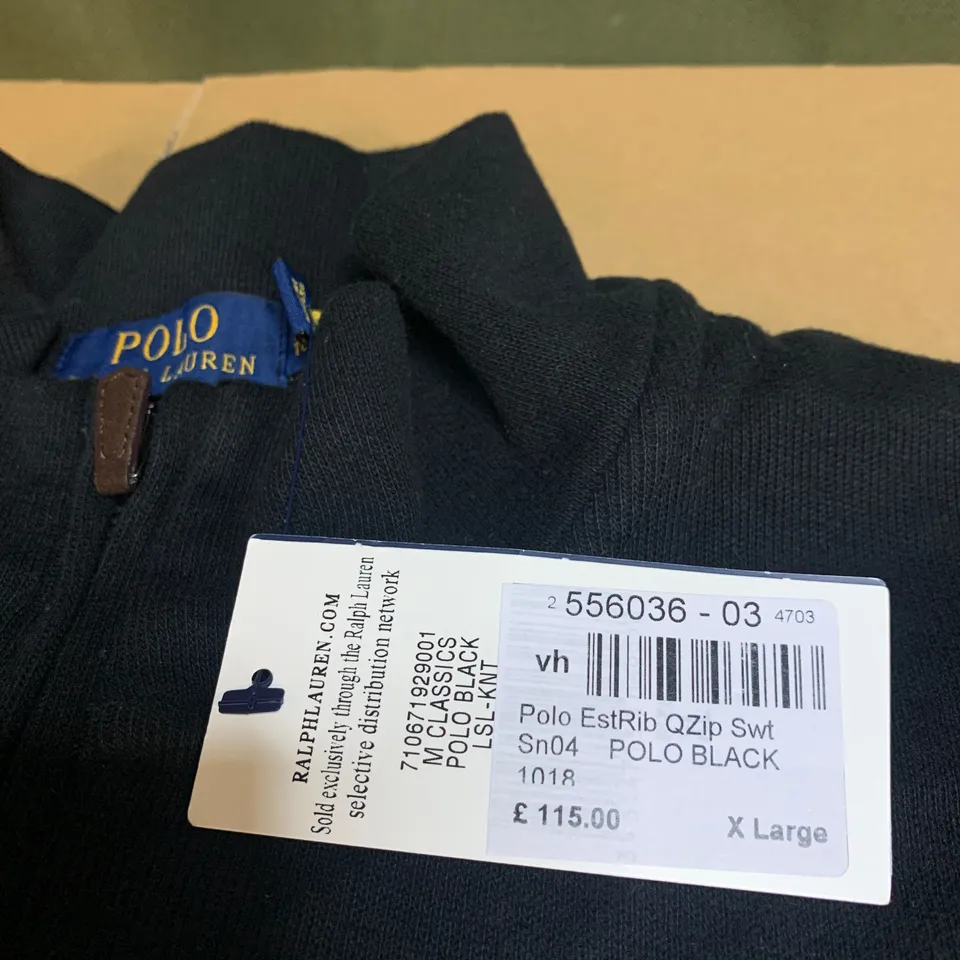 POLO
LAUREN
RALPHLAUREN.COM
Sold exclusively through the Ralph Lauren
selective distribution network
710671929001
M CLASSICS
POLO BLACK
LSL-KNT
2 556036 - 03 4703
vh
Polo EstRib QZip Swt
Sn04 POLO BLACK
1018
£ 115.00 X Large